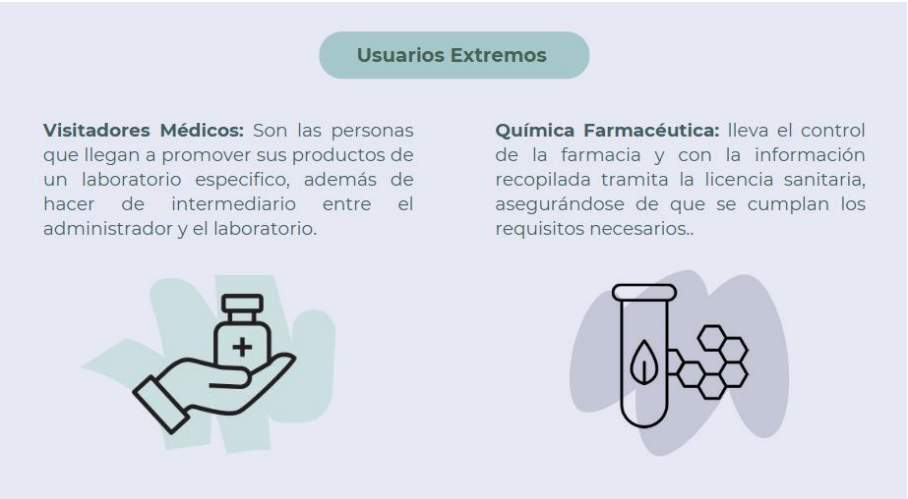 Usuarios Extremos
Visitadores Médicos: Son las personas
que llegan a promover sus productos de
un laboratorio especifico, además de
hacer de intermediario entre el
administrador y el laboratorio.
Química Farmacéutica: lleva el control
de la farmacia y con la información
recopilada tramita la licencia sanitaria,
asegurándose de que se cumplan los
requisitos necesarios..